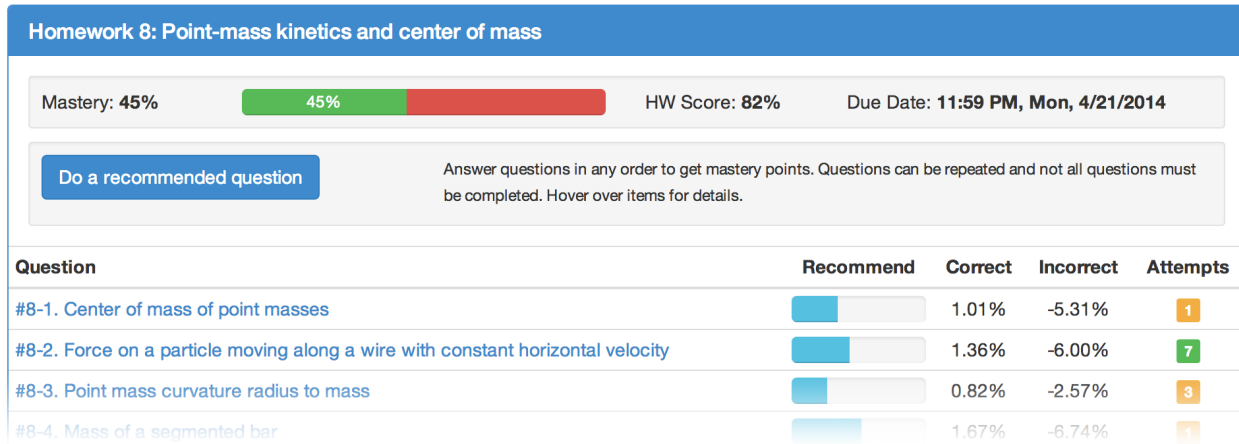 Homework 8: Point-mass kinetics and center of mass
Mastery: 45% 45% HW Score: 82% Due Date: 11:59 PM, Mon, 4/21/2014
Do a recommended question
Answer questions in any order to get mastery points. Questions can be repeated and not all questions must
be completed. Hover over items for details.
Question Recommend Correct Incorrect Attempts
#8-1. Center of mass of point masses 1.01% -5.31% 1
#8-2. Force on a particle moving along a wire with constant horizontal velocity 1.36% -6.00% 7
#8-3. Point mass curvature radius to mass 0.82% -2.57% 3
#8-4. Mass of a segmented bar 1.67% -6.74% 1